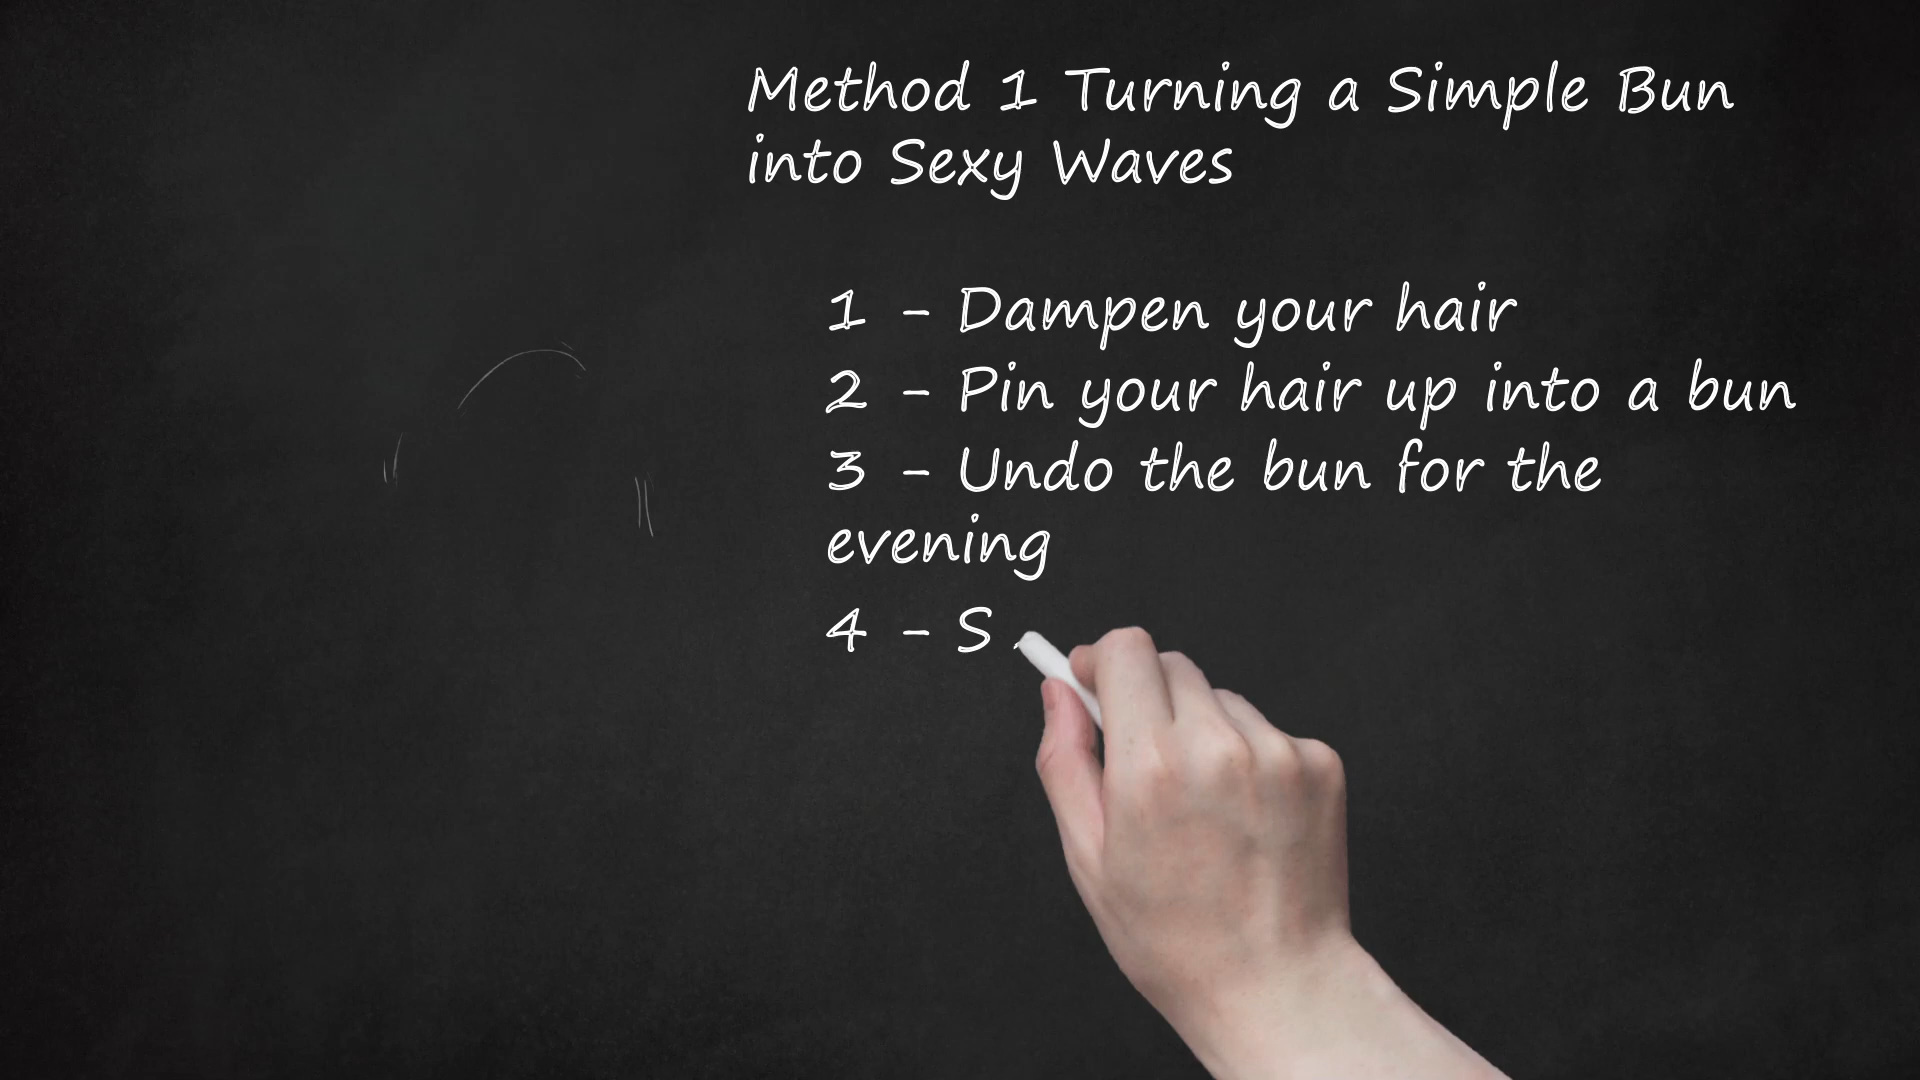 Method 1 Turning a Simple Bun
into Sexy Waves
1 - Dampen your hair
2 - Pin your hair up into a bun
3 - Undo the bun for the
evening
4 - S